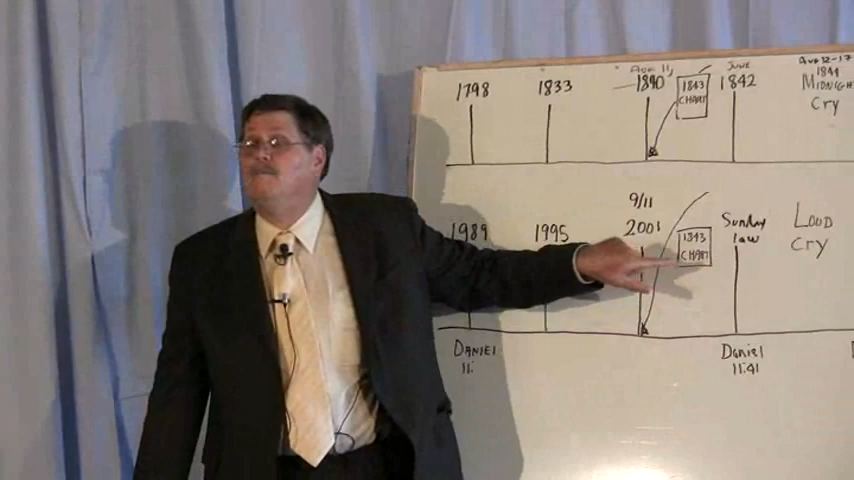 1798 1833 Aug 11, 1840 1843 CHART June 1842 Aug 12-17 1844 MIDNIGHT Cry
9/11
1989 1995 2001 1843 CHART Sunday law LOUD Cry
DANIEL 11: Daniel 11:41